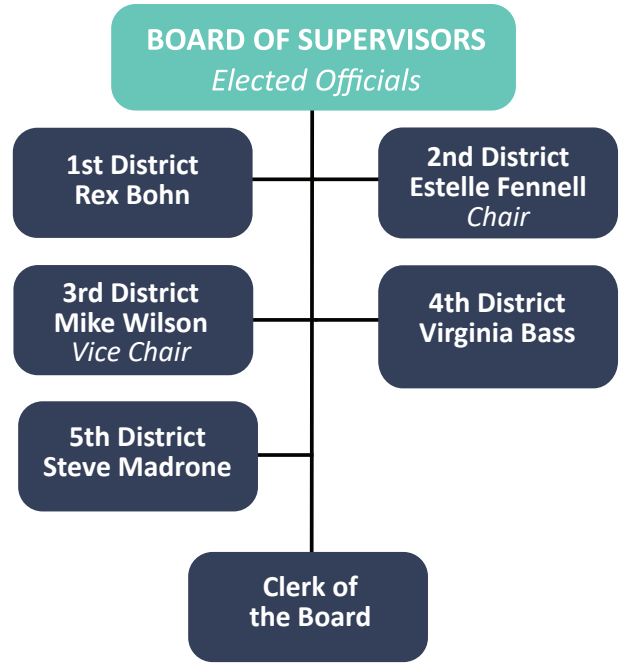 BOARD OF SUPERVISORS
Elected Officials
1st District
Rex Bohn
2nd District
Estelle Fennell
Chair
3rd District
Mike Wilson
Vice Chair
4th District
Virginia Bass
5th District
Steve Madrone
Clerk of
the Board